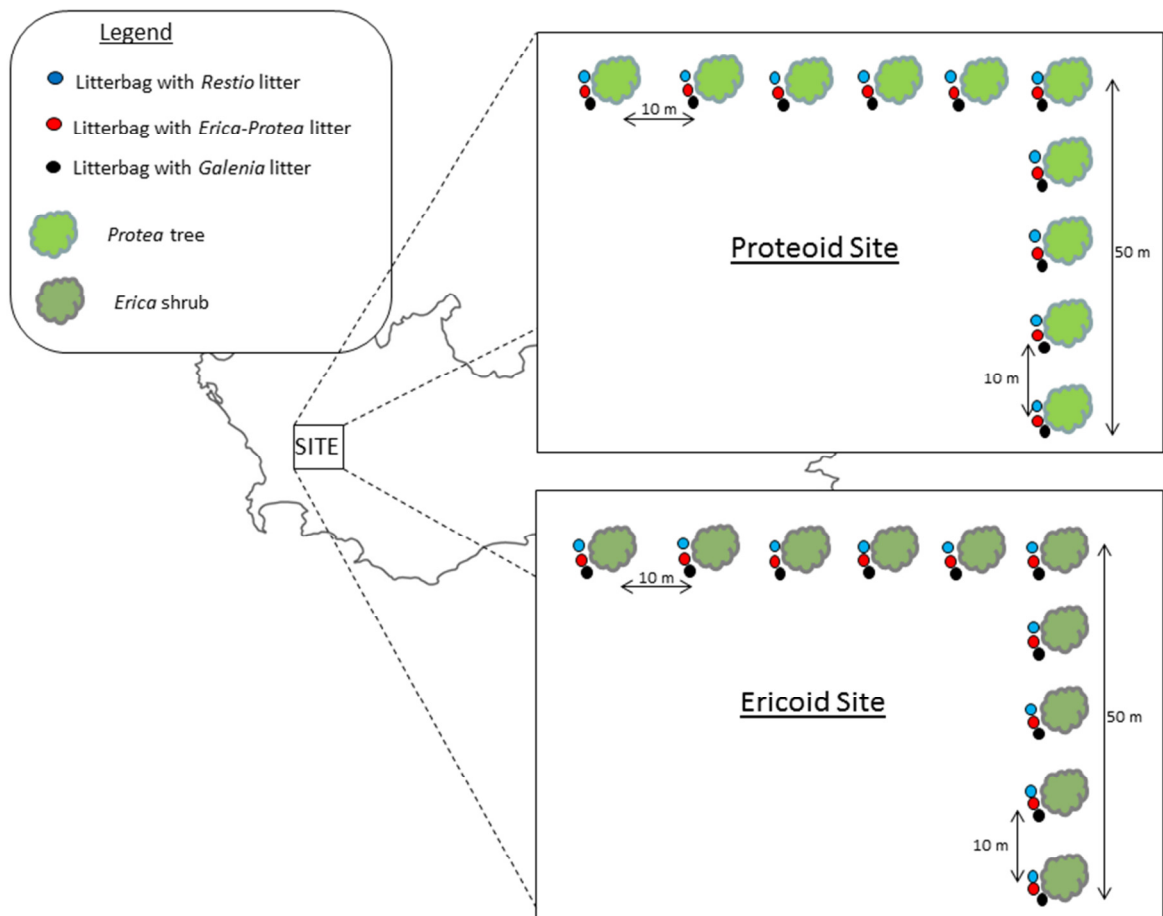 Legend
Litterbag with Restio litter
Litterbag with Erica-Protea litter
Litterbag with Galenia litter
Protea tree
Erica shrub
SITE
10 m
Proteoid Site
50 m
10 m
10 m
Ericoid Site
50 m
10 m